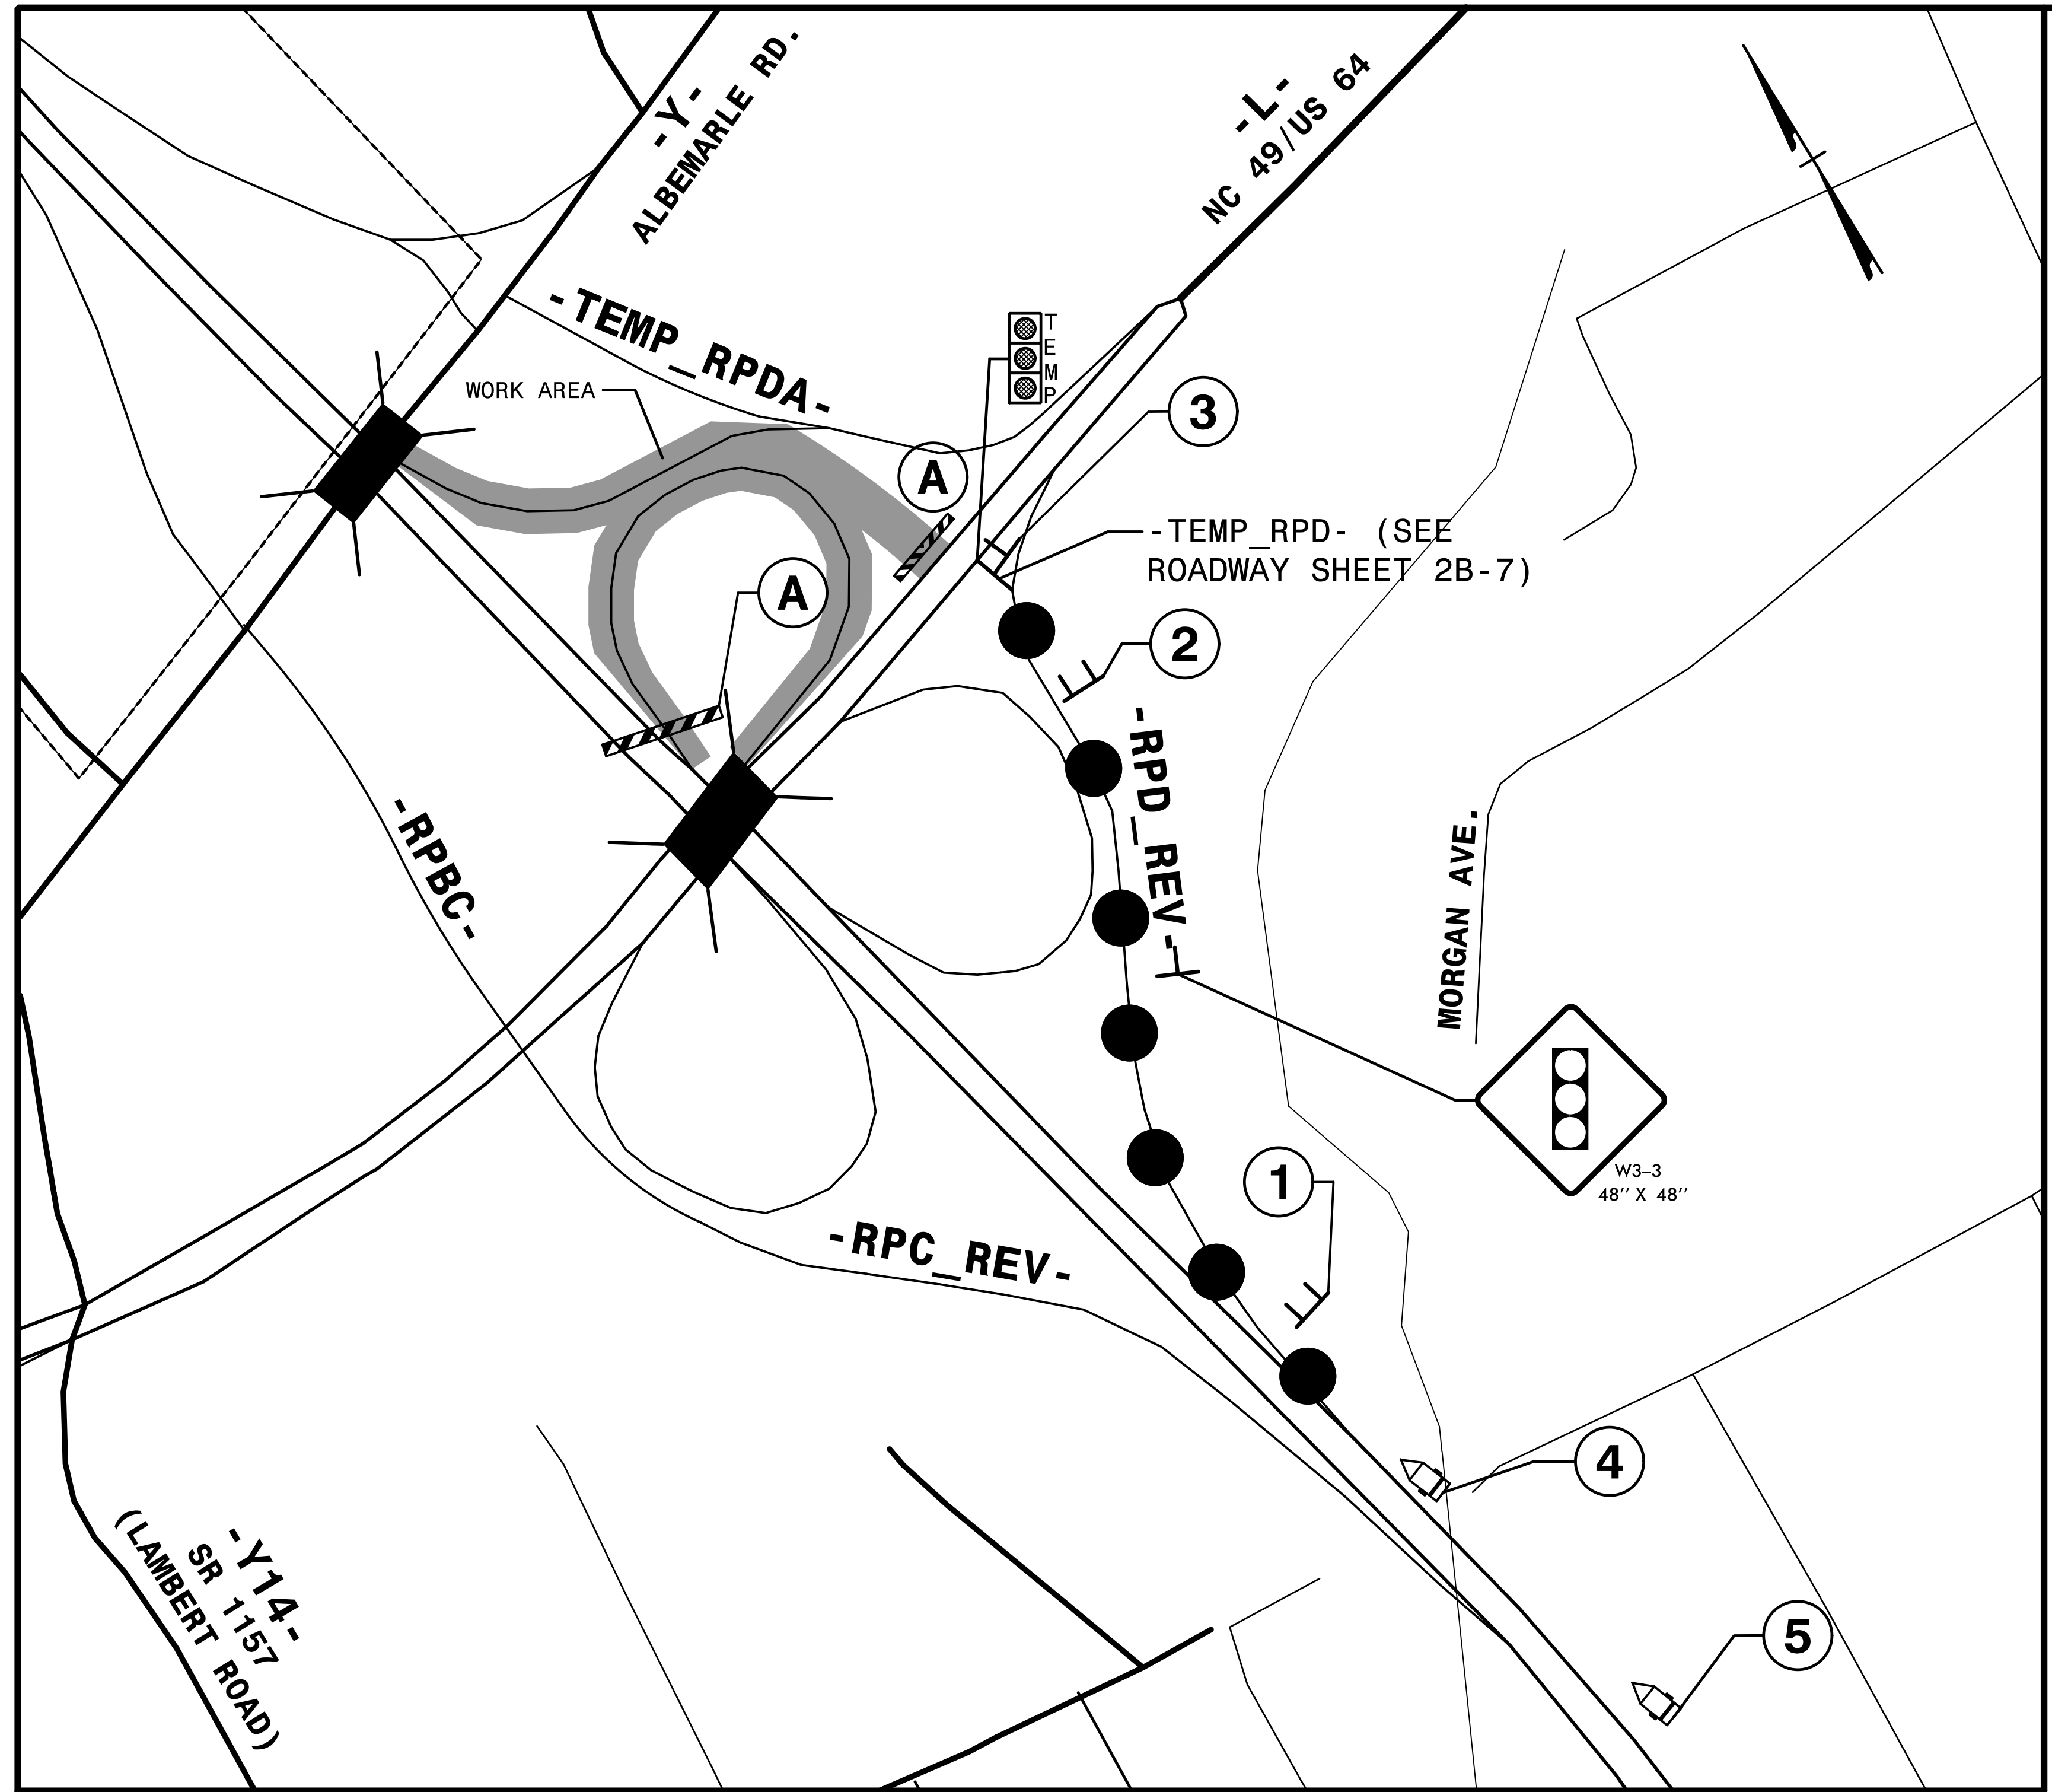 -Y-
ALBEMARLE RD.
-L-
NC 49/US 64
-TEMP_RPDA-
TEMP
WORK AREA
3
A
-TEMP_RPD- (SEE
ROADWAY SHEET 2B-7)
A
2
-RPD_REV-
-RPBC-
MORGAN AVE.
1
W3-3
48" X 48"
-RPC_REV-
4
-Y14-
SR 1157
(LAMBERT ROAD)
5